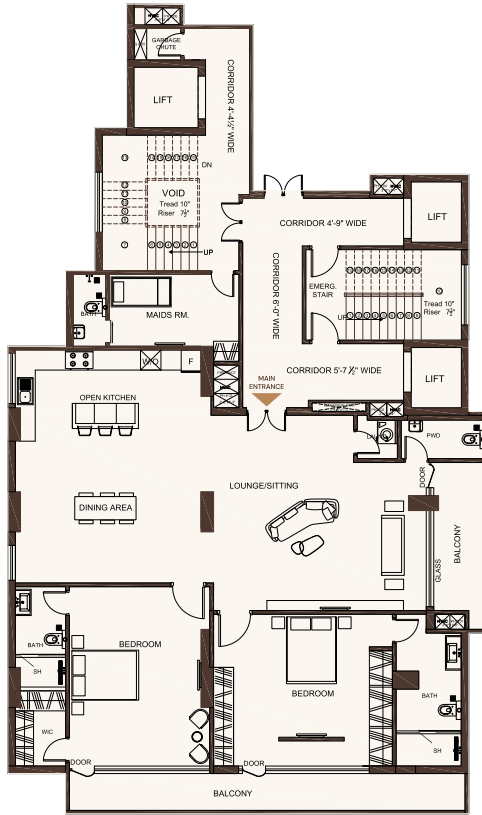 GARBAGE
CHUTE
CORRIDOR 4'-4½" WIDE
LIFT
DN
VOID
Tread 10"
Riser 7½"
UP
CORRIDOR 4'-9" WIDE
LIFT
CORRIDOR 6'-0" WIDE
EMERG.
STAIR
Tread 10"
Riser 7½"
UP
BATH
MAIDS RM.
CORRIDOR 5'-7 ½" WIDE
LIFT
W/O
F
MAIN
ENTRANCE
OPEN KITCHEN
PWD
DOOR
LOUNGE/SITTING
DINING AREA
BALCONY
GLASS
BATH
BEDROOM
SH
BEDROOM
BATH
WIC
SH
DOOR
DOOR
BALCONY